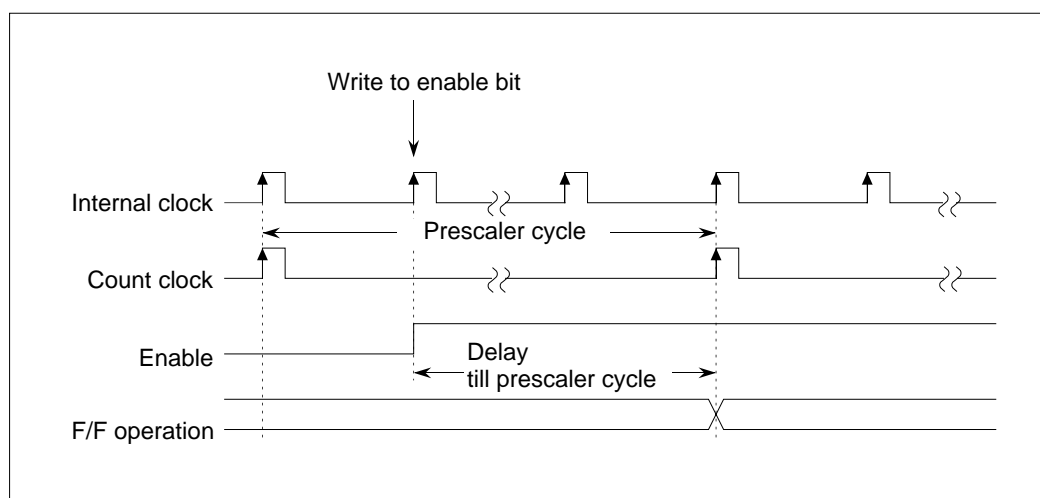 Write to enable bit
Internal clock
Prescaler cycle
Count clock
Enable
Delay
till prescaler cycle
F/F operation